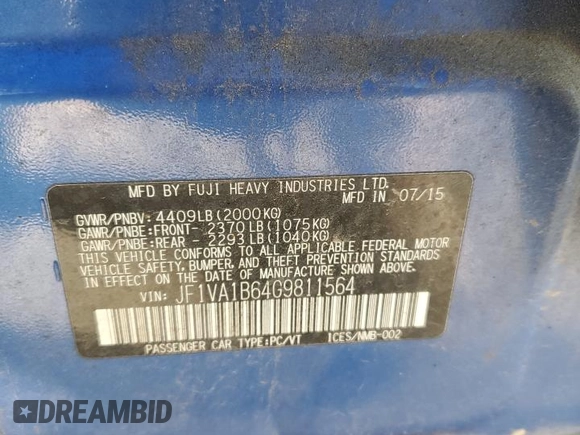 MFD BY FUJI HEAVY INDUSTRIES LTD.
MFD IN 07/15
GVWR/PNBV: 4409LB(2000KG)
GAWR/PNBE:FRONT- 2370LB(1075KG)
GAWR/PNBE:REAR - 2293LB(1040KG)
THIS VEHICLE CONFORMS TO ALL APPLICABLE FEDERAL MOTOR
VEHICLE SAFETY, BUMPER, AND THEFT PREVENTION STANDARDS
IN EFFECT ON THE DATE OF MANUFACTURE SHOWN ABOVE.
VIN: JF1VA1B64G9811564
PASSENGER CAR TYPE:PC/VT ICES/NMB-002
DREAMBID